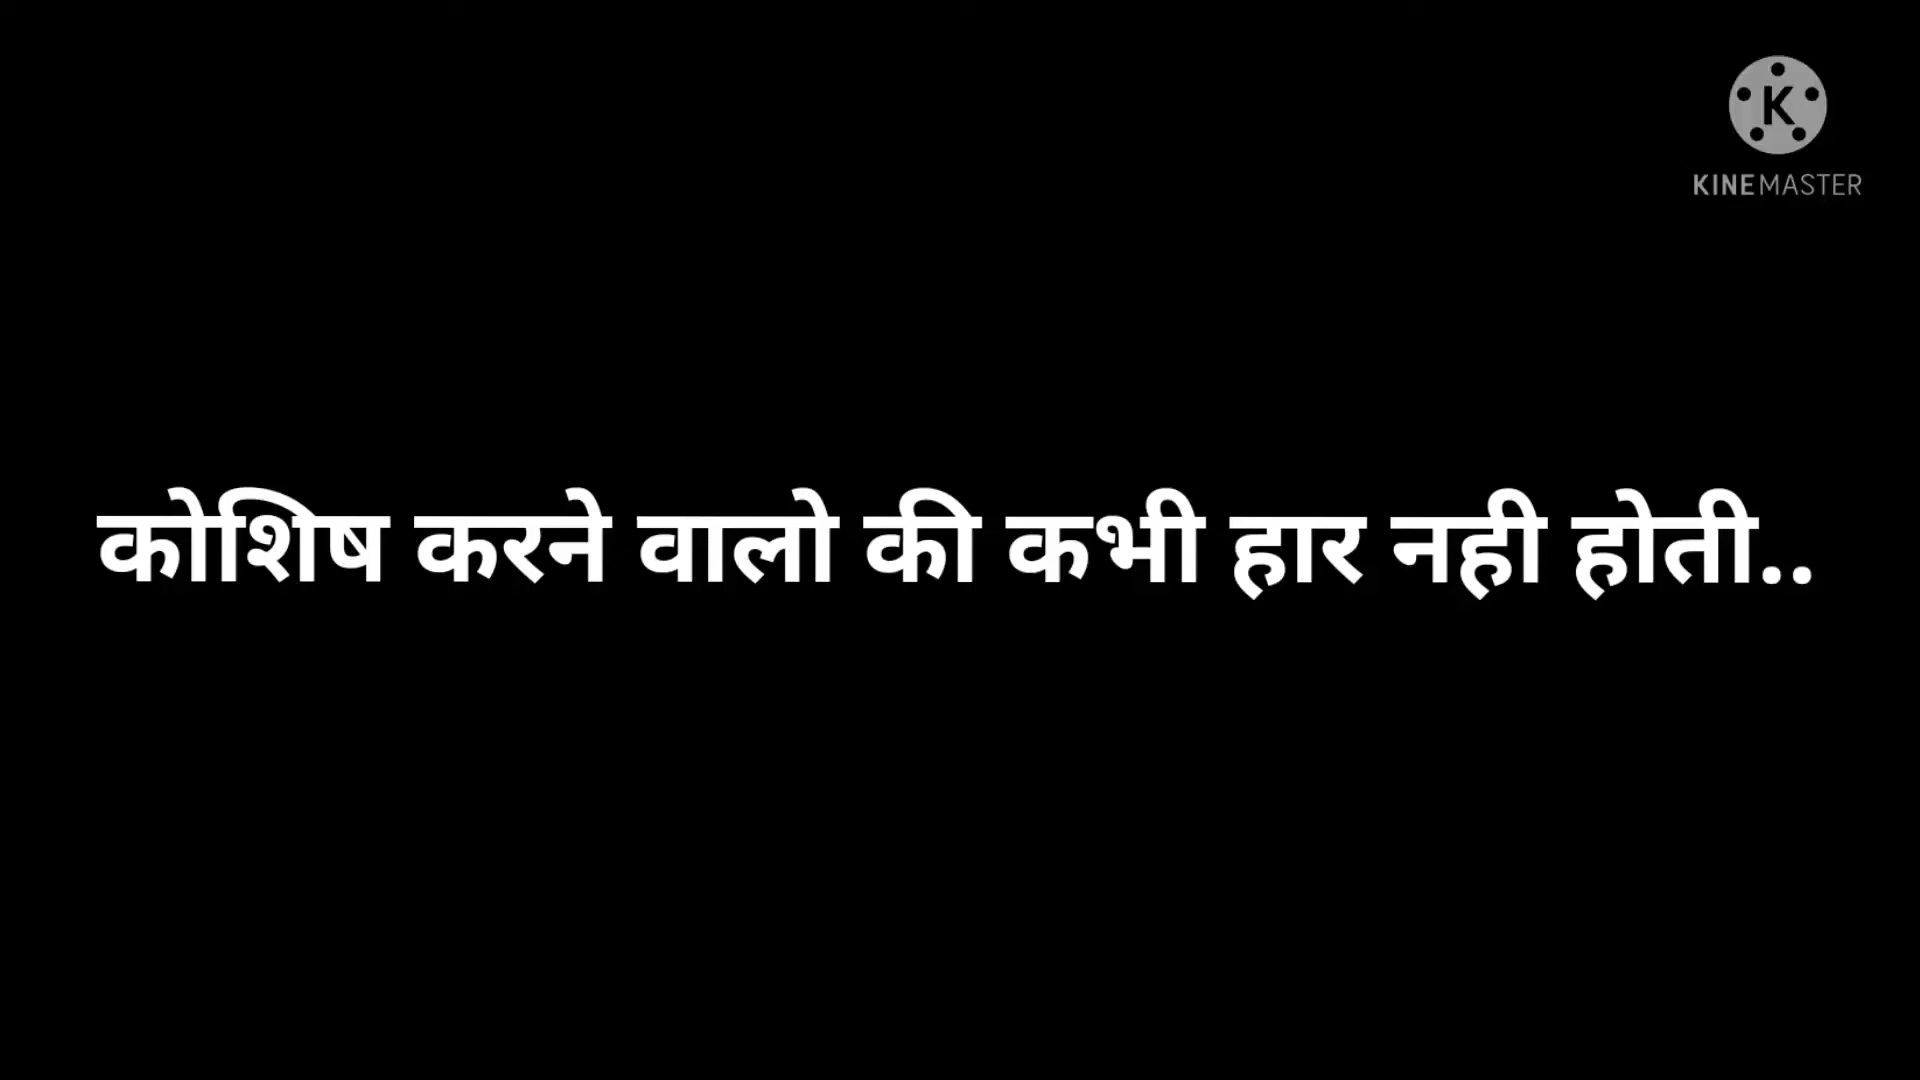 KINEMASTER
कोशिष करने वालो की कभी हार नही होती..